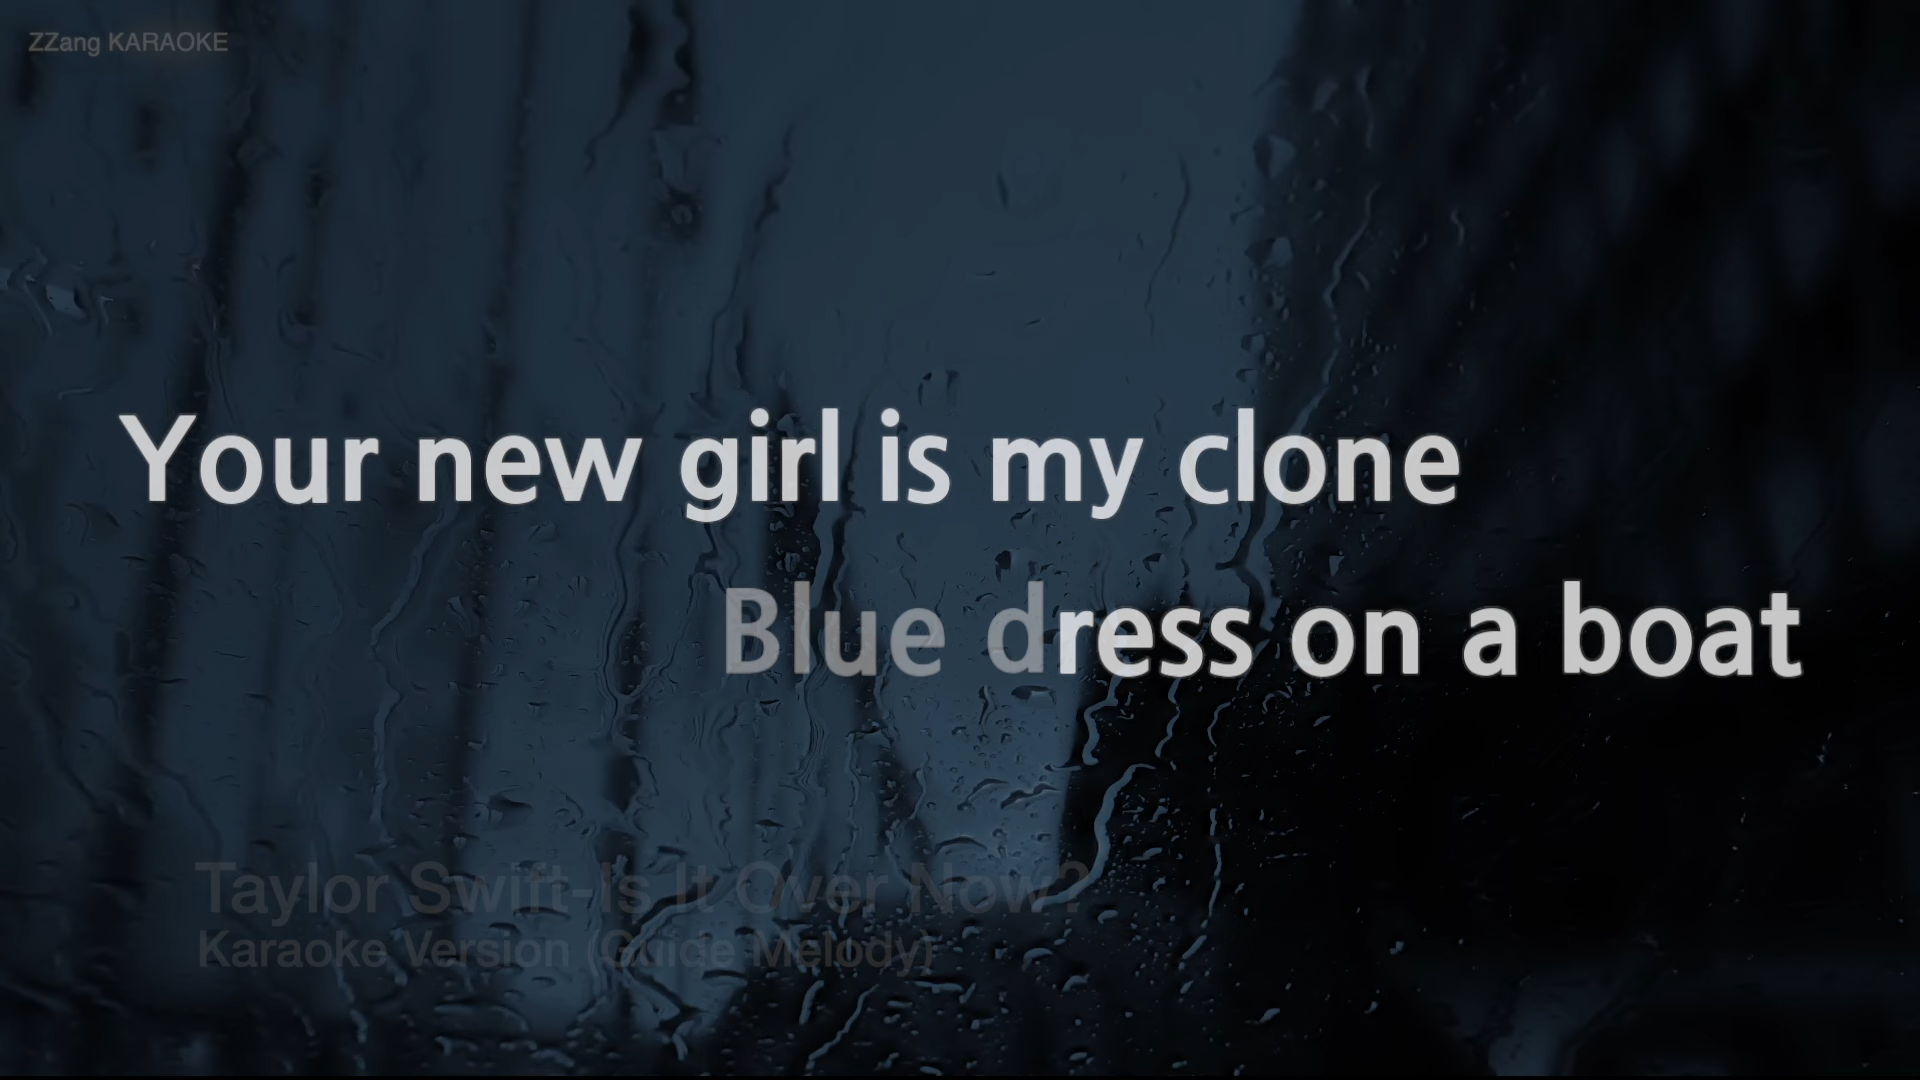 ZZang KARAOKE
Your new girl is my clone
Blue dress on a boat
Taylor Swift-Is It Over Now?
Karaoke Version (Guide Melody)